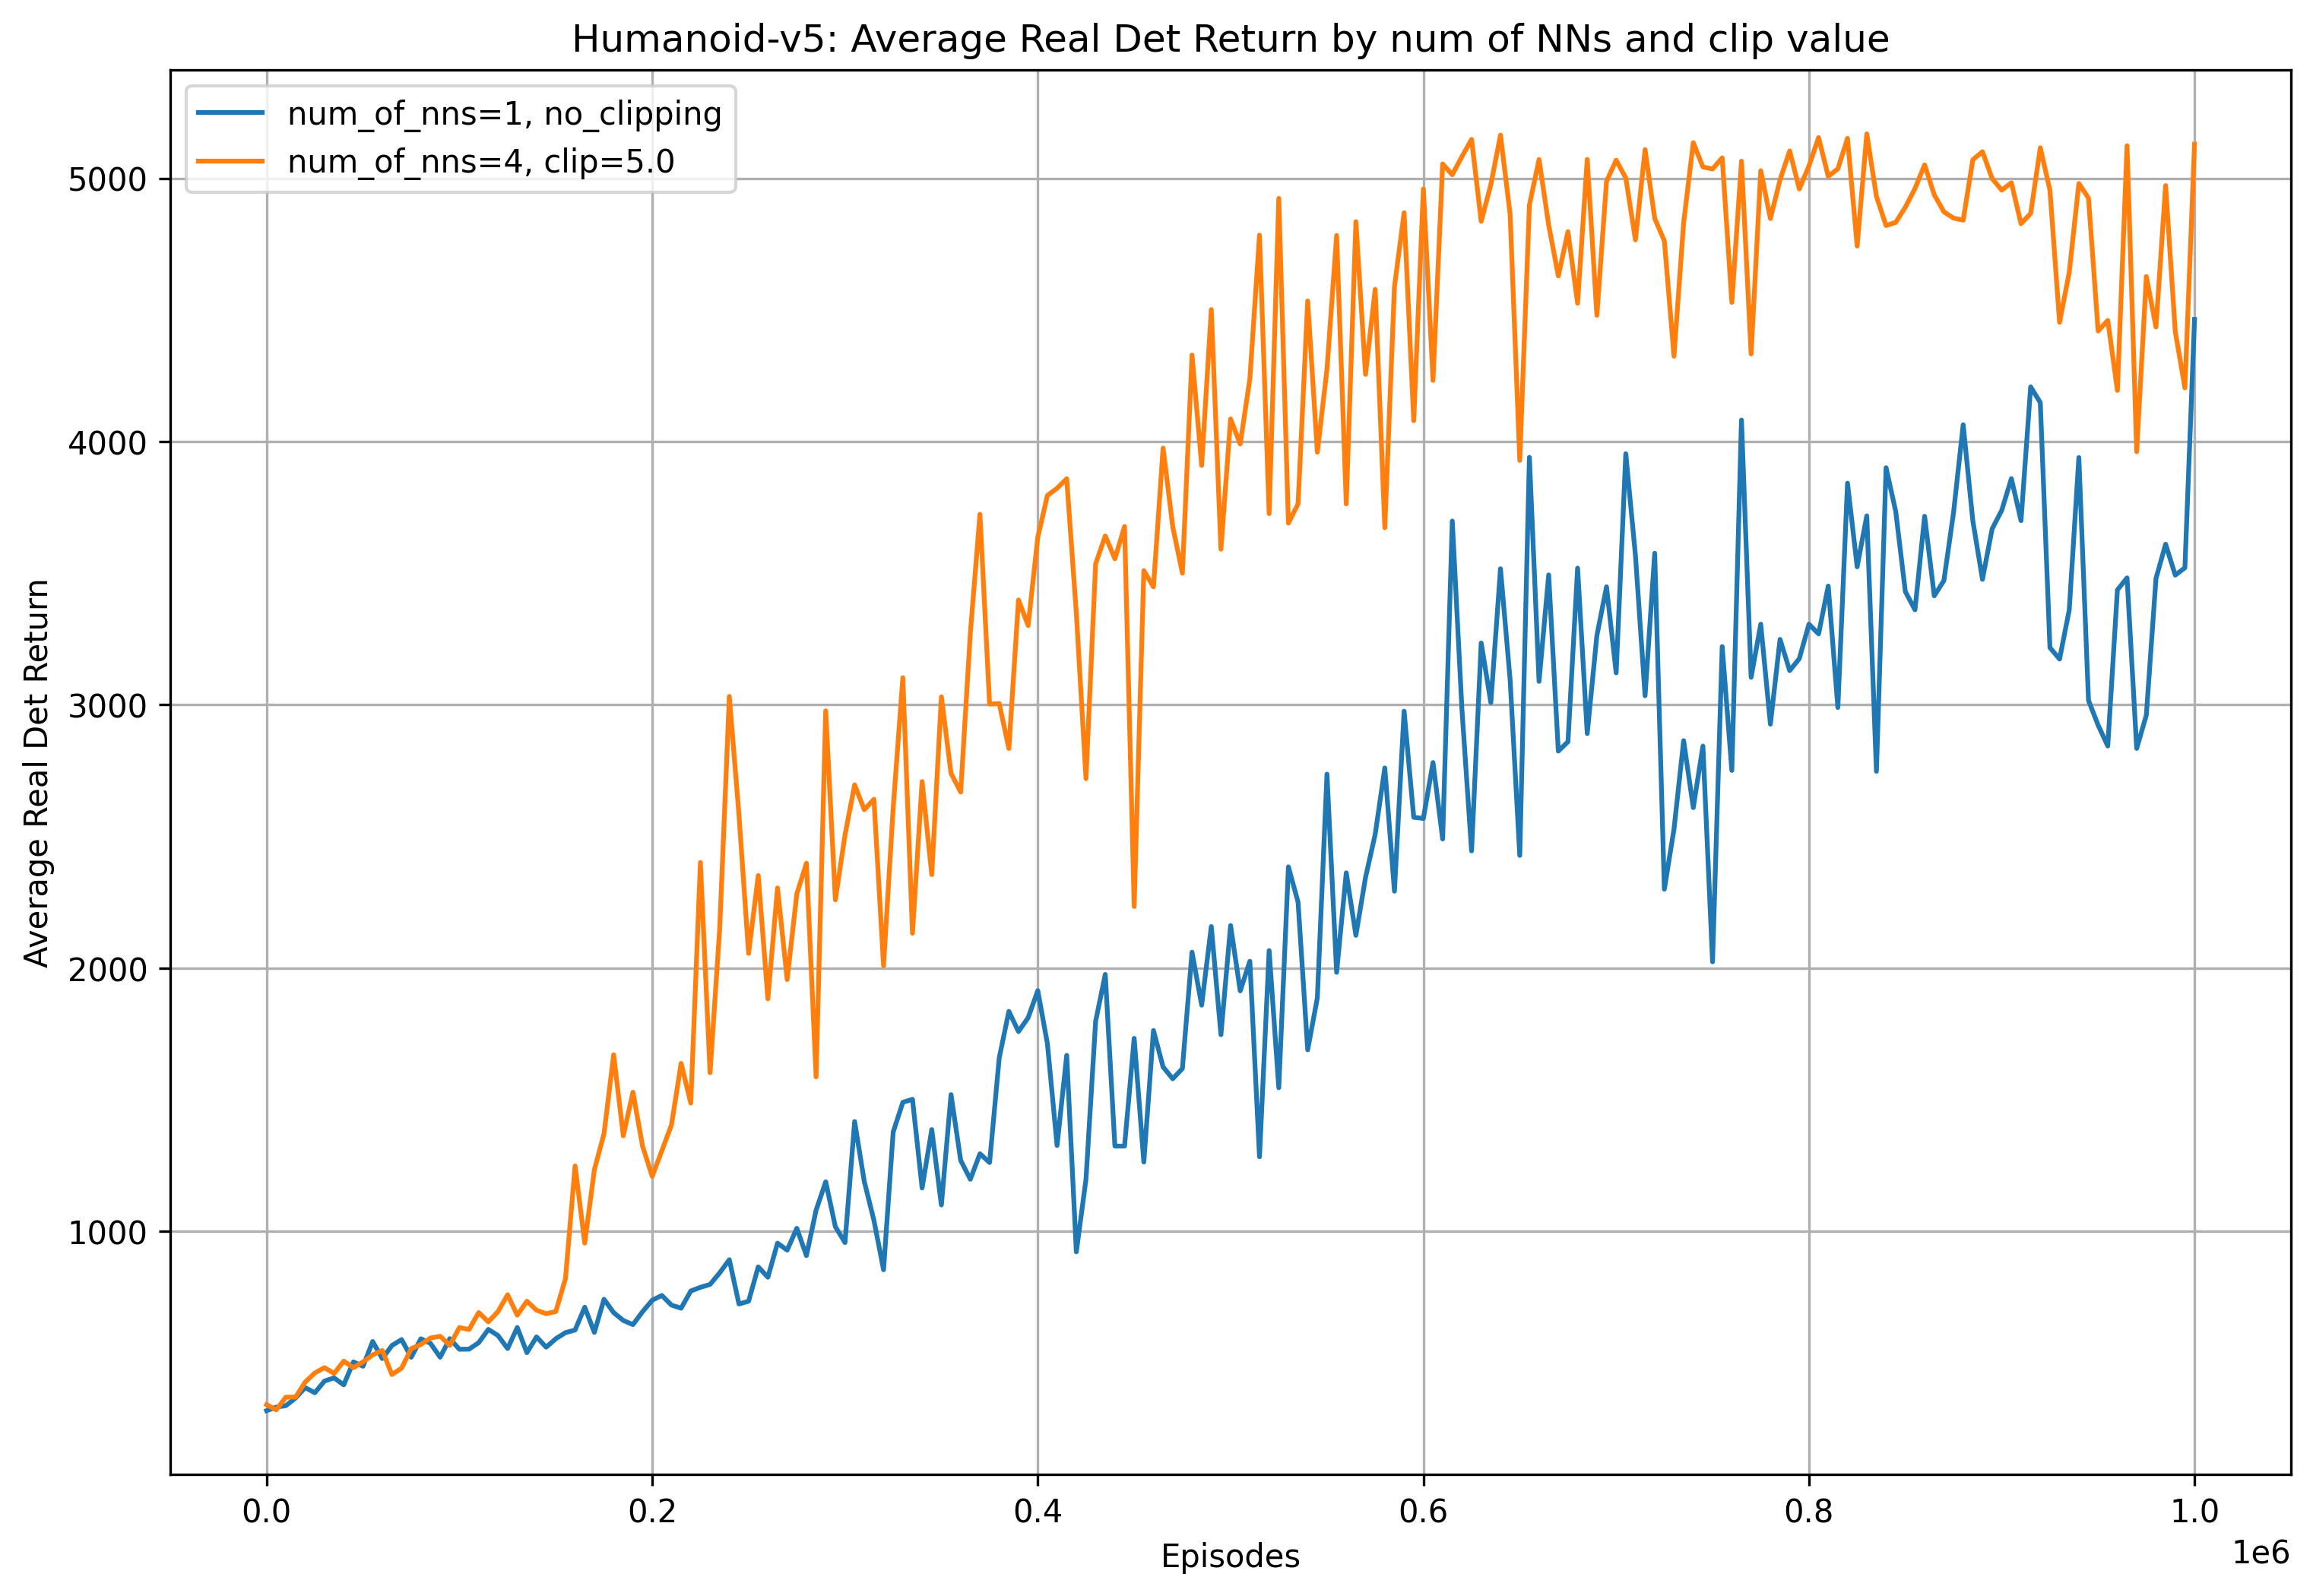 Humanoid-v5: Average Real Det Return by num of NNs and clip value
num_of_nns=1, no_clipping
num_of_nns=4, clip=5.0
Average Real Det Return
5000
4000
3000
2000
1000
0.0 0.2 0.4 0.6 0.8 1.0
1e6
Episodes